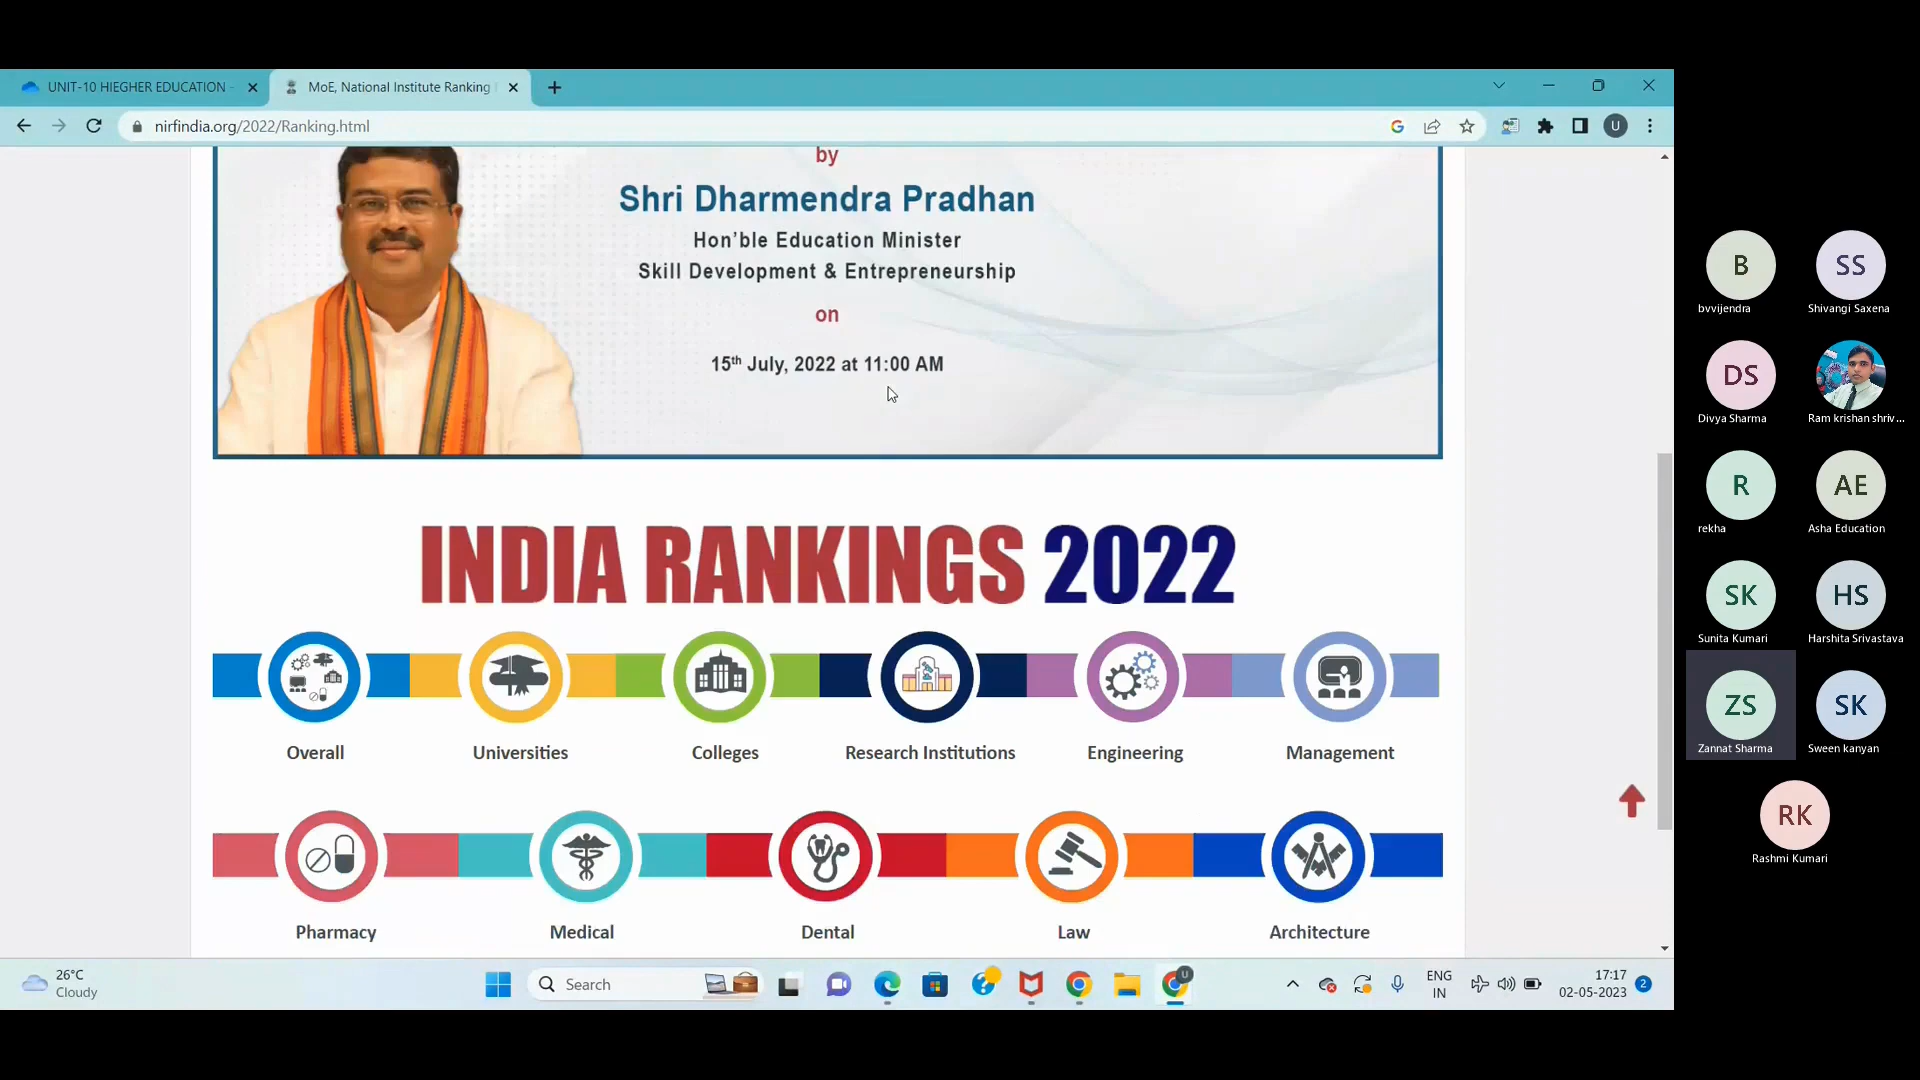 UNIT-10 HIEGHER EDUCATION -
MoE, National Institute Ranking
nirfindia.org/2022/Ranking.html
U
by
Shri Dharmendra Pradhan
Hon'ble Education Minister
Skill Development & Entrepreneurship
on
15th July, 2022 at 11:00 AM
INDIA RANKINGS 2022
Overall
Universities
Colleges
Research Institutions
Engineering
Management
Pharmacy
Medical
Dental
Law
Architecture
26°C
Cloudy
Search
U
ENG
IN
17:17
02-05-2023
2
B
bvvijendra
SS
Shivangi Saxena
DS
Divya Sharma
Ram krishan shriv...
R
rekha
AE
Asha Education
SK
Sunita Kumari
HS
Harshita Srivastava
ZS
Zannat Sharma
SK
Sween kanyan
RK
Rashmi Kumari